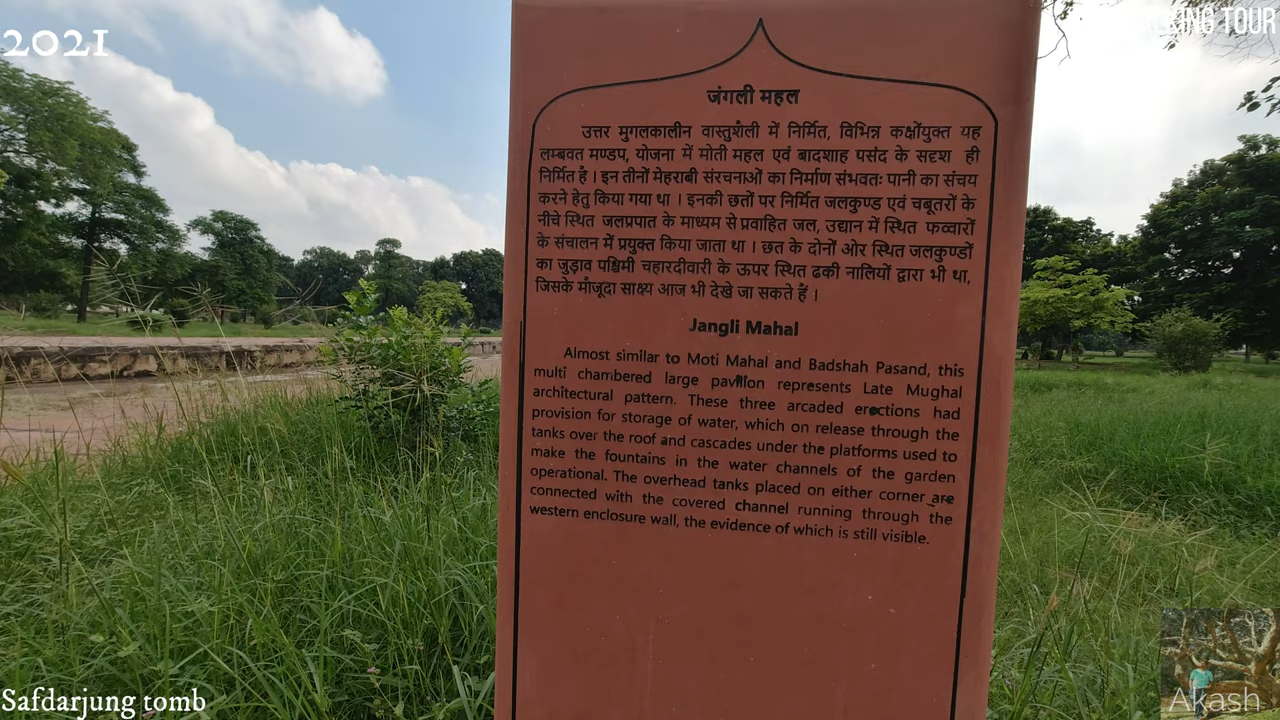 2021
KING TOUR
जंगली महल
उत्तर मुगलकालीन वास्तुशैली में निर्मित, विभिन्न कक्षोंयुक्त यह
लम्बवत मण्डप, योजना में मोती महल एवं बादशाह पसंद के सदृश ही
निर्मित है । इन तीनों मेहराबी संरचनाओं का निर्माण संभवतः पानी का संचय
करने हेतु किया गया था । इनकी छतों पर निर्मित जलकुण्ड एवं चबूतरों के
नीचे स्थित जलप्रपात के माध्यम से प्रवाहित जल, उद्यान में स्थित फव्वारों
के संचालन में प्रयुक्त किया जाता था । छत के दोनों ओर स्थित जलकुण्डों
का जुड़ाव पश्चिमी चहारदीवारी के ऊपर स्थित ढकी नालियों द्वारा भी था,
जिसके मौजूदा साक्ष्य आज भी देखे जा सकते हैं ।
Jangli Mahal
Almost similar to Moti Mahal and Badshah Pasand, this
multi chambered large pavilion represents Late Mughal
architectural pattern. These three arcaded erections had
provision for storage of water, which on release through the
tanks over the roof and cascades under the platforms used to
make the fountains in the water channels of the garden
operational. The overhead tanks placed on either corner are
connected with the covered channel running through the
western enclosure wall, the evidence of which is still visible.
Safdarjung tomb
Akash